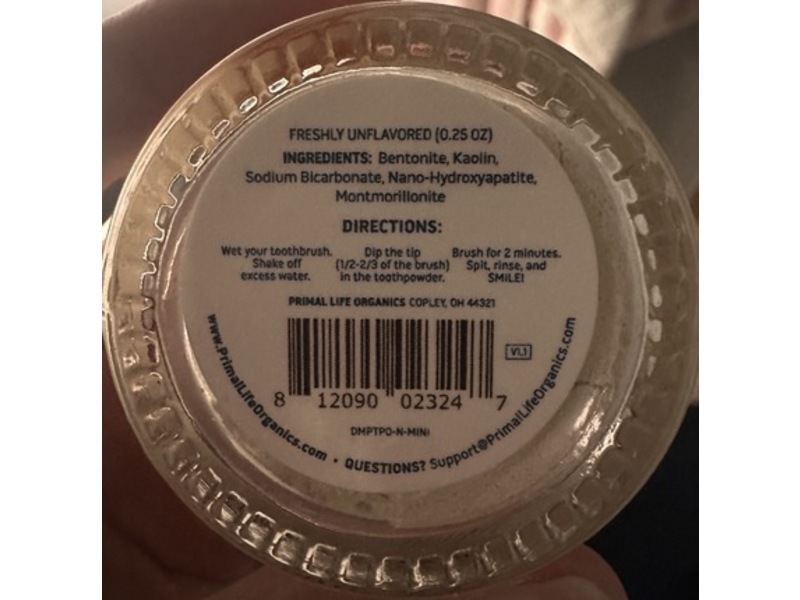 FRESHLY UNFLAVORED (0.25 OZ)
INGREDIENTS: Bentonite, Kaolin,
Sodium Bicarbonate, Nano-Hydroxyapatite,
Montmorillonite
DIRECTIONS:
Wet your toothbrush.
Shake off
excess water.
Dip the tip
(1/2-2/3 of the brush)
in the toothpowder.
Brush for 2 minutes.
Spit, rinse, and
SMILE!
PRIMAL LIFE ORGANICS COPLEY, OH 44321
V1.1
8 12090 02324 7
DMPTPO-N-MINI
www.PrimalLifeOrganics.com • QUESTIONS? Support@PrimalLifeOrganics.com